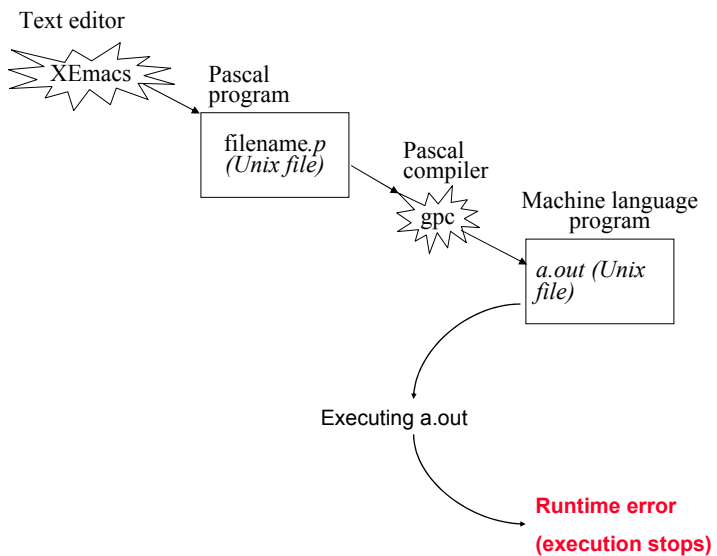 Text editor
XEmacs
Pascal
program
filename.p
(Unix file)
Pascal
compiler
gpc
Machine language
program
a.out (Unix
file)
Executing a.out
Runtime error
(execution stops)